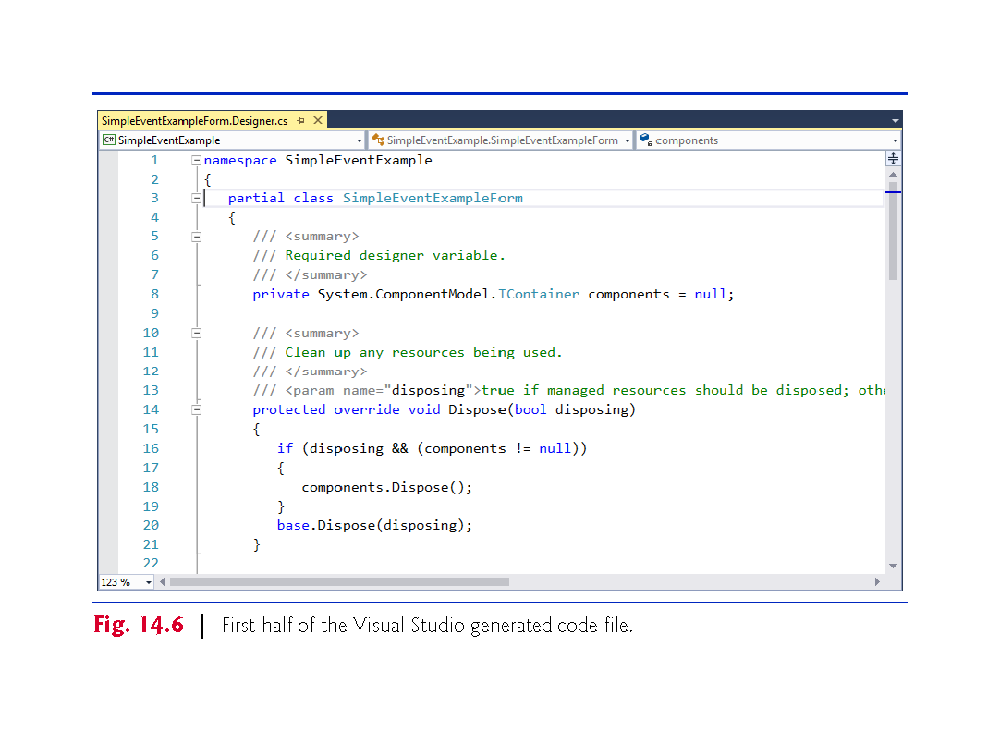 SimpleEventExampleForm.Designer.cs
C# SimpleEventExample SimpleEventExample.SimpleEventExampleForm components
1 namespace SimpleEventExample
2 {
3 partial class SimpleEventExampleForm
4 {
5 /// <summary>
6 /// Required designer variable.
7 /// </summary>
8 private System.ComponentModel.IContainer components = null;
9
10 /// <summary>
11 /// Clean up any resources being used.
12 /// </summary>
13 /// <param name="disposing">true if managed resources should be disposed; othe
14 protected override void Dispose(bool disposing)
15 {
16 if (disposing && (components != null))
17 {
18 components.Dispose();
19 }
20 base.Dispose(disposing);
21 }
22
123 %
Fig. 14.6 | First half of the Visual Studio generated code file.